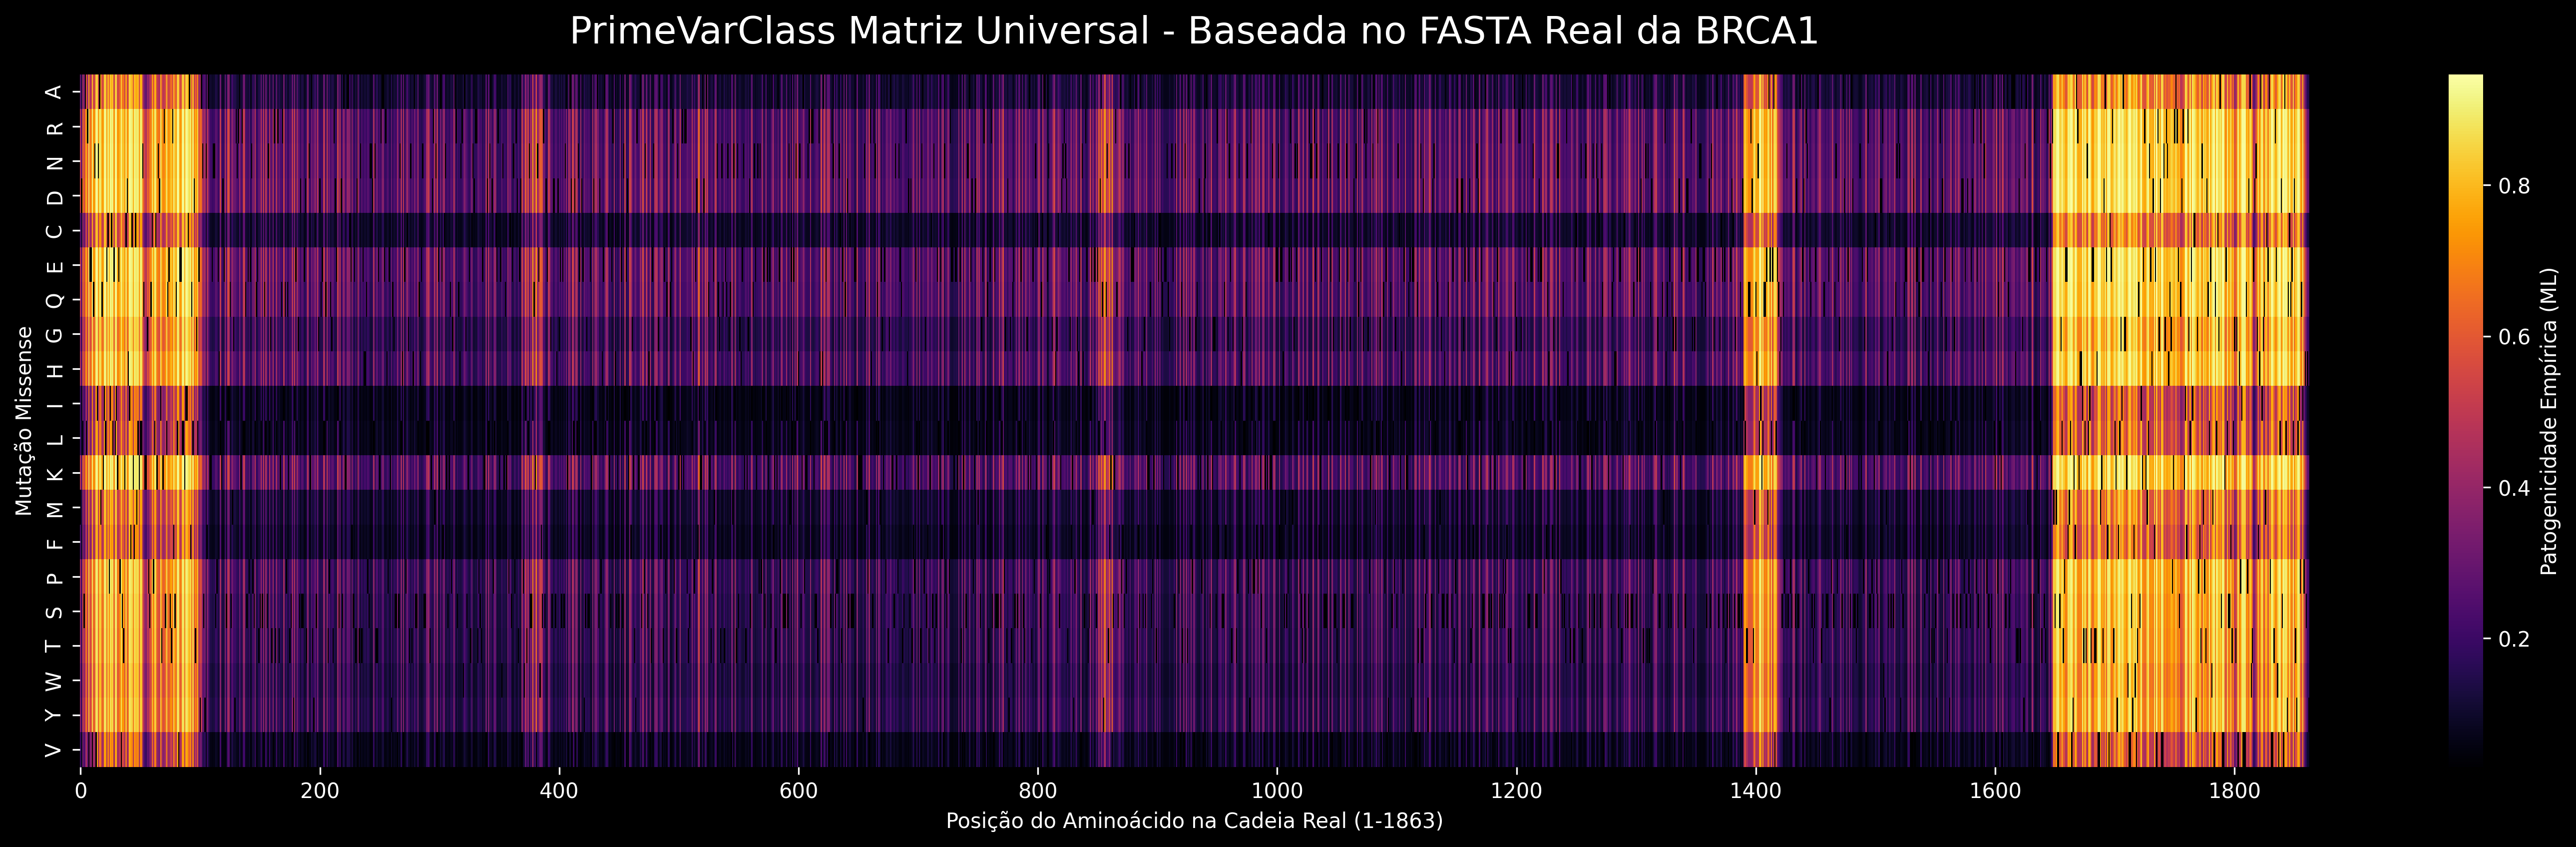 PrimeVarClass Matriz Universal - Baseada no FASTA Real da BRCA1
Mutação Missense
A
R
N
D
C
E
Q
G
H
I
L
K
M
F
P
S
T
W
Y
V
0 200 400 600 800 1000 1200 1400 1600 1800
Posição do Aminoácido na Cadeia Real (1-1863)
0.8
0.6
0.4
0.2
Patogenicidade Empírica (ML)